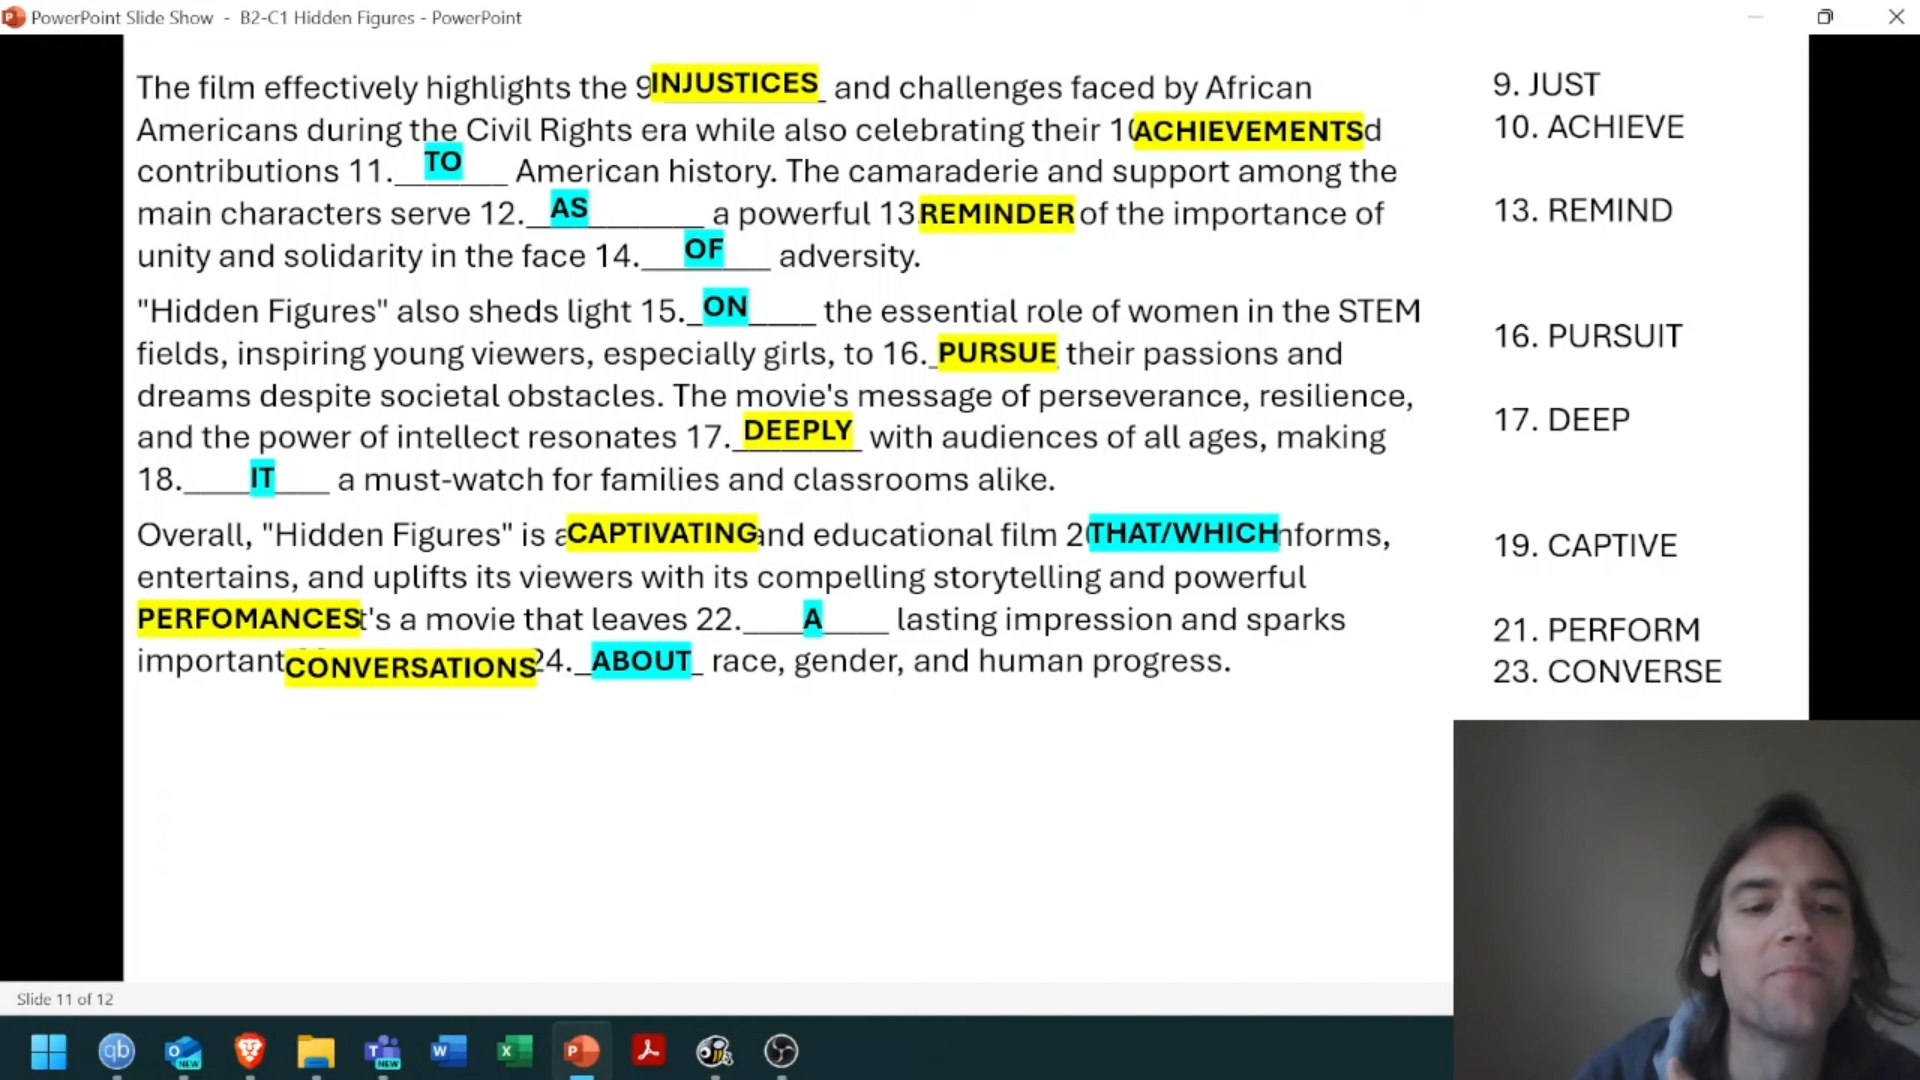 PowerPoint Slide Show - B2-C1 Hidden Figures - PowerPoint
The film effectively highlights the 9INJUSTICES_ and challenges faced by African
Americans during the Civil Rights era while also celebrating their 1(ACHIEVEMENTSd
contributions 11.____TO____ American history. The camaraderie and support among the
main characters serve 12.__AS________ a powerful 13REMINDER of the importance of
unity and solidarity in the face 14.____OF____ adversity.
"Hidden Figures" also sheds light 15._ON_____ the essential role of women in the STEM
fields, inspiring young viewers, especially girls, to 16._PURSUE their passions and
dreams despite societal obstacles. The movie's message of perseverance, resilience,
and the power of intellect resonates 17._DEEPLY_ with audiences of all ages, making
18._____IT____ a must-watch for families and classrooms alike.
Overall, "Hidden Figures" is aCAPTIVATINGand educational film 2(THAT/WHICHnforms,
entertains, and uplifts its viewers with its compelling storytelling and powerful
PERFOMANCESt's a movie that leaves 22.____A_____ lasting impression and sparks
importantCONVERSATIONS24._ABOUT_ race, gender, and human progress.
9. JUST
10. ACHIEVE
13. REMIND
16. PURSUIT
17. DEEP
19. CAPTIVE
21. PERFORM
23. CONVERSE
Slide 11 of 12
qb
O
NEW
T
NEW
W
X
P